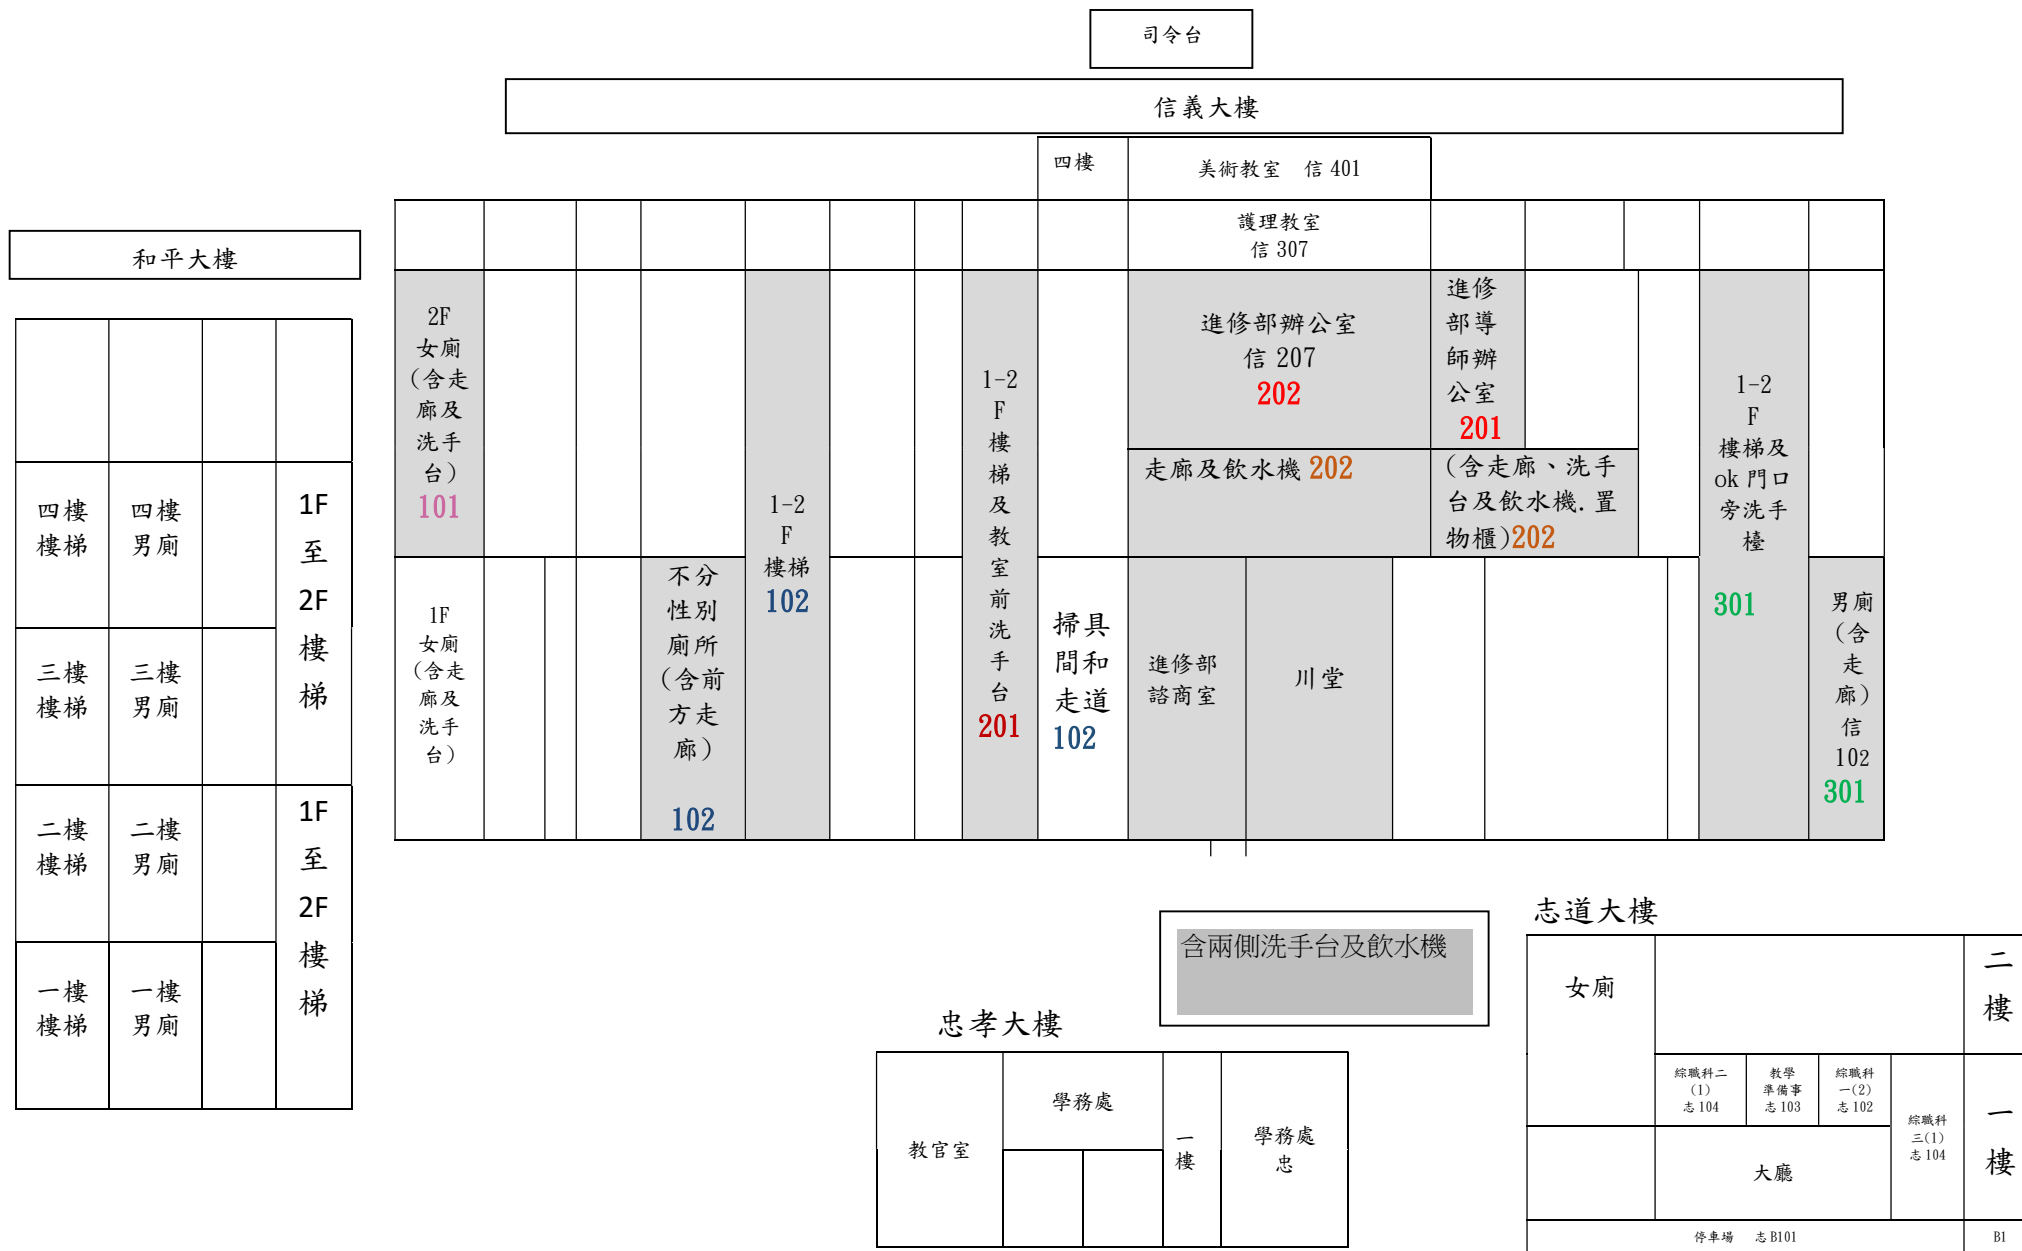 司令台
信義大樓
四樓
美術教室 信 401
護理教室
信 307
和平大樓
四樓
樓梯
四樓
男廁
1F
至
2F
樓
梯
三樓
樓梯
三樓
男廁
二樓
樓梯
二樓
男廁
1F
至
2F
樓
梯
一樓
樓梯
一樓
男廁
2F
女廁
(含走
廊及
洗手
台)
101
1-2
F
樓梯
102
1-2
F
樓
梯
及
教
室
前
洗
手
台
201
進修部辦公室
信 207
202
進修
部導
師辦
公室
201
走廊及飲水機 202
(含走廊、洗手
台及飲水機.置
物櫃)202
1-2
F
樓梯及
ok 門口
旁洗手
檯
301
1F
女廁
(含走
廊及
洗手
台)
不分
性別
廁所
(含前
方走
廊)
102
掃具
間和
走道
102
進修部
諮商室
川堂
男廁
(含
走
廊)
信
102
301
含兩側洗手台及飲水機
忠孝大樓
教官室
學務處
一
樓
學務處
忠
志道大樓
女廁
二
樓
綜職科二
(1)
志 104
教學
準備事
志 103
綜職科
一(2)
志 102
綜職科
三(1)
志 104
一
樓
大廳
停車場 志 B101
B1